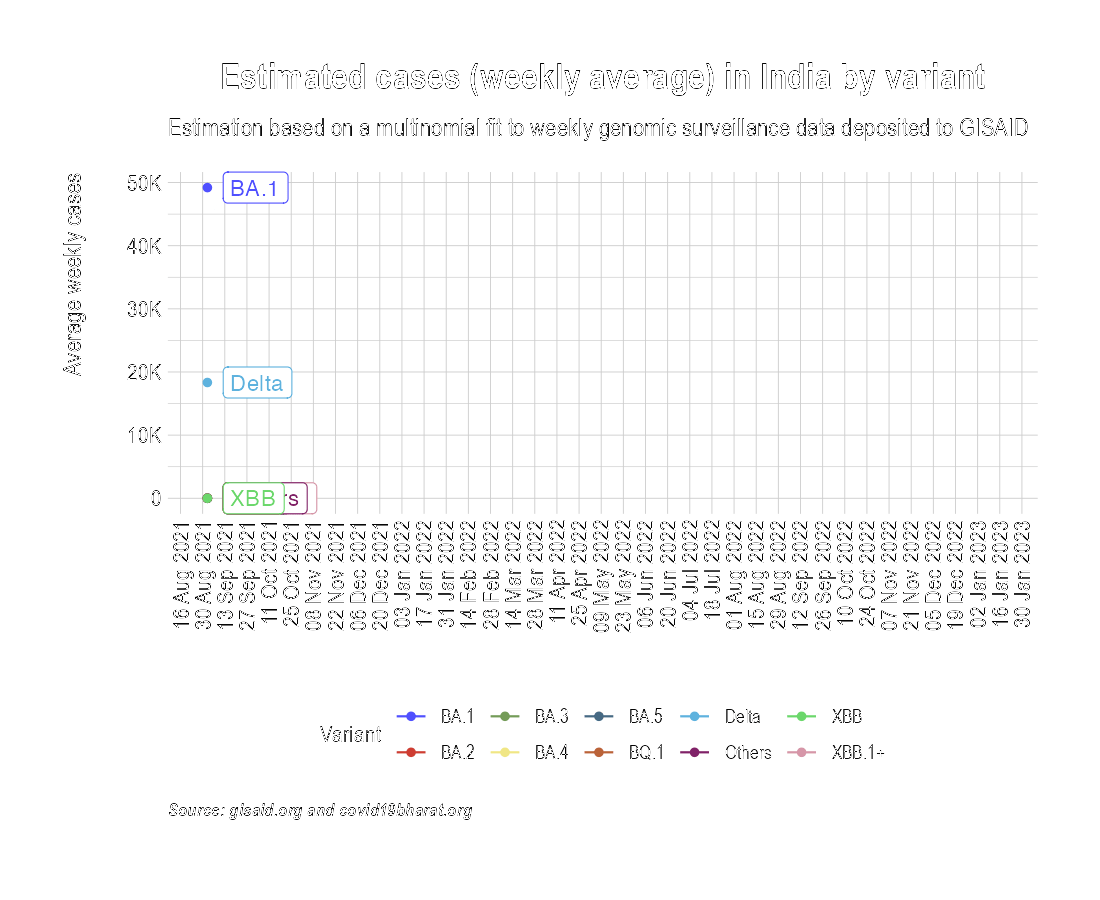 Estimated cases (weekly average) in India by variant
Estimation based on a multinomial fit to weekly genomic surveillance data deposited to GISAID
Average weekly cases
50K
40K
30K
20K
10K
0
BA.1
Delta
XBB
rs
16 Aug 2021
30 Aug 2021
13 Sep 2021
27 Sep 2021
11 Oct 2021
25 Oct 2021
08 Nov 2021
22 Nov 2021
06 Dec 2021
20 Dec 2021
03 Jan 2022
17 Jan 2022
31 Jan 2022
14 Feb 2022
28 Feb 2022
14 Mar 2022
28 Mar 2022
11 Apr 2022
25 Apr 2022
09 May 2022
23 May 2022
06 Jun 2022
20 Jun 2022
04 Jul 2022
18 Jul 2022
01 Aug 2022
15 Aug 2022
29 Aug 2022
12 Sep 2022
26 Sep 2022
10 Oct 2022
24 Oct 2022
07 Nov 2022
21 Nov 2022
05 Dec 2022
19 Dec 2022
02 Jan 2023
16 Jan 2023
30 Jan 2023
Variant
BA.1 BA.3 BA.5 Delta XBB
BA.2 BA.4 BQ.1 Others XBB.1+
Source: gisaid.org and covid19bharat.org